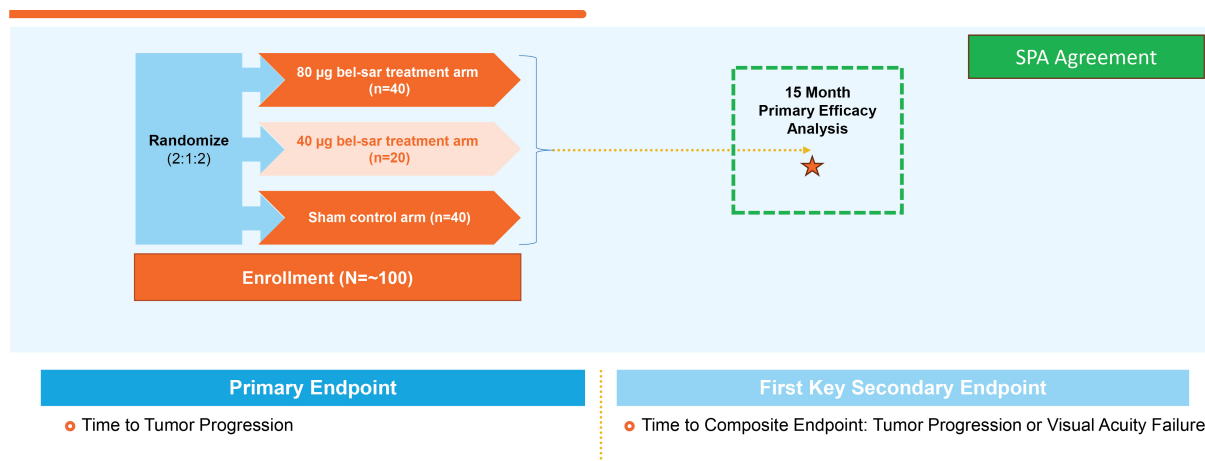 SPA Agreement
80 µg bel-sar treatment arm
(n=40)
15 Month
Primary Efficacy
Analysis
Randomize
(2:1:2)
40 µg bel-sar treatment arm
(n=20)
Sham control arm (n=40)
Enrollment (N=~100)
Primary Endpoint
Time to Tumor Progression
First Key Secondary Endpoint
Time to Composite Endpoint: Tumor Progression or Visual Acuity Failure